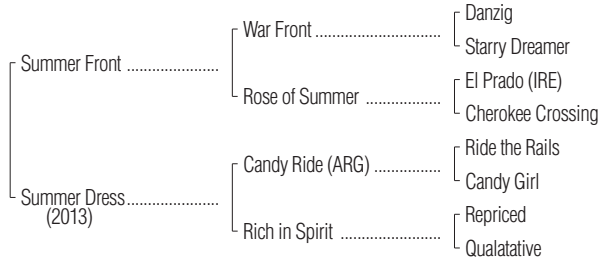 Danzig
War Front
Starry Dreamer
Summer Front
El Prado (IRE)
Rose of Summer
Cherokee Crossing
Ride the Rails
Candy Ride (ARG)
Candy Girl
Summer Dress
(2013)
Repriced
Rich in Spirit
Qualatative